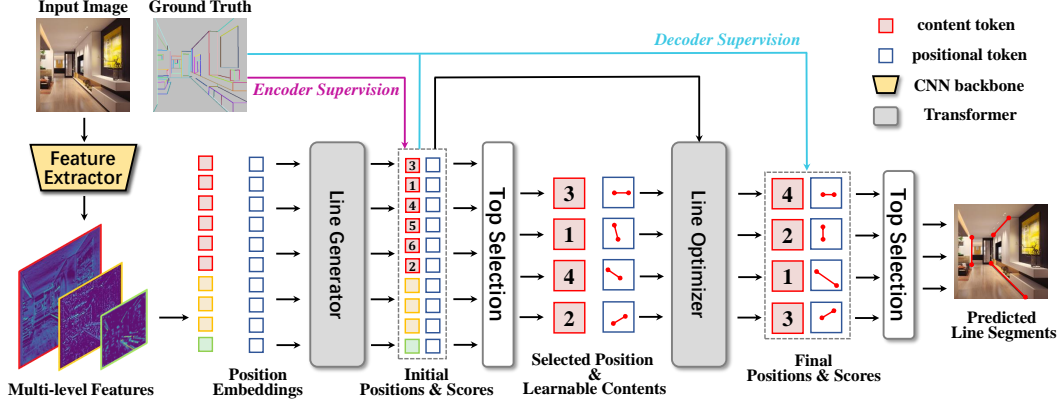 Input Image
Ground Truth
Decoder Supervision
Encoder Supervision
content token
positional token
CNN backbone
Transformer
Feature
Extractor
Multi-level Features
Position
Embeddings
Line Generator
3
1
4
5
6
2
Initial
Positions & Scores
Top Selection
3
1
4
2
Selected Position
&
Learnable Contents
Line Optimizer
4
2
1
3
Final
Positions & Scores
Top Selection
Predicted
Line Segments